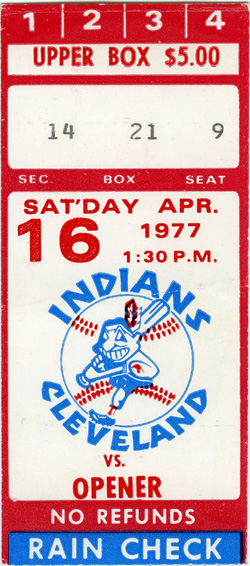 1 2 3 4
UPPER BOX $5.00
14 21 9
SEC BOX SEAT
SAT'DAY APR.
16 1977
1:30 P.M.
INDIANS
CLEVELAND
VS.
OPENER
NO REFUNDS
RAIN CHECK